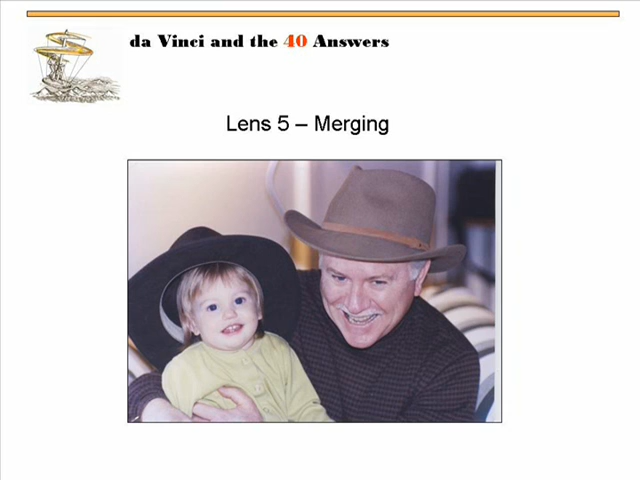 da Vinci and the 40 Answers
Lens 5 – Merging